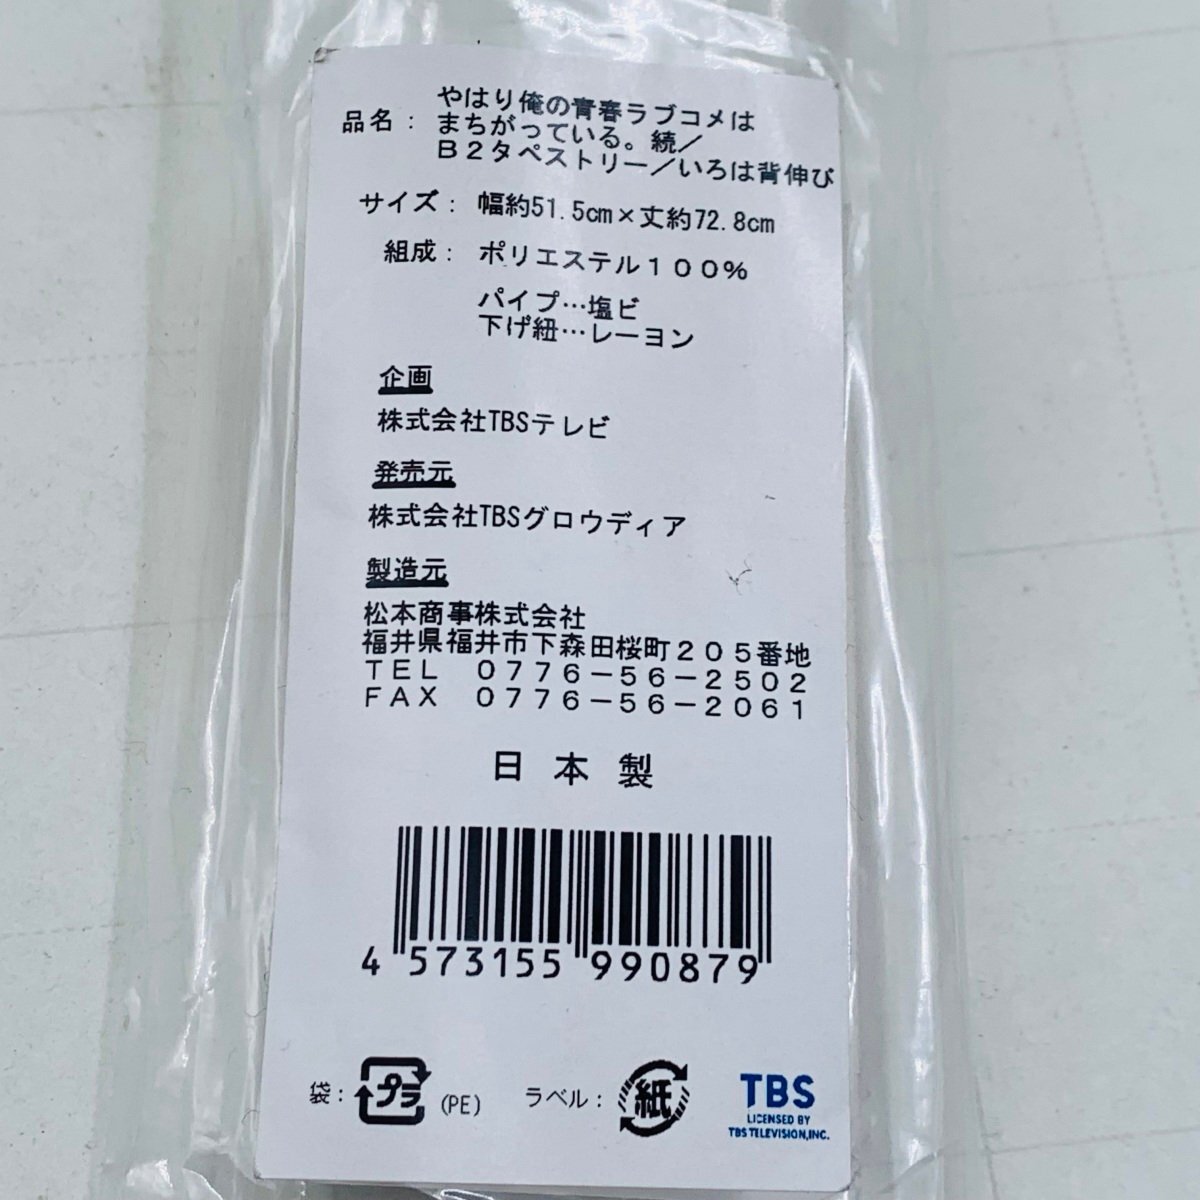 品名： やはり俺の青春ラブコメは
まちがっている。続／
Ｂ２タペストリー／いろは背伸び
サイズ： 幅約51.5cm×丈約72.8cm
組成： ポリエステル１００％
パイプ…塩ビ
下げ紐…レーヨン
企画
株式会社TBSテレビ
発売元
株式会社TBSグロウディア
製造元
松本商事株式会社
福井県福井市下森田桜町２０５番地
ＴＥＬ ０７７６－５６－２５０２
ＦＡＸ ０７７６－５６－２０６１
日本製
4 573155 990879
袋： プラ (PE) ラベル： 紙 TBS
LICENSED BY
TBS TELEVISION,INC.